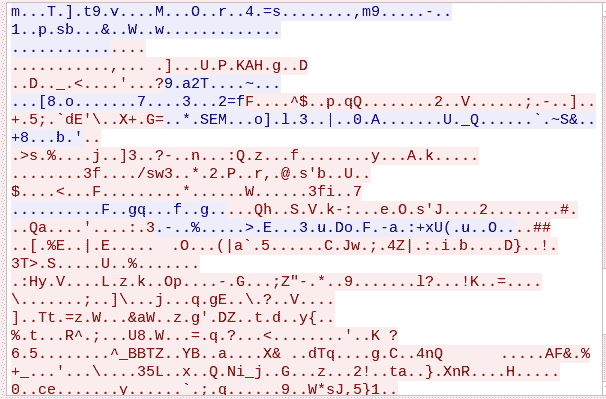 m...T.].t9.v....M...O..r..4.=s........,m9.....-..
1..p.sb...&..W..w.............
...............
...........,... .]...U.P.KAH.g..D
..D.._.<....'...?9.a2T....~...
...[8.o.......7....3...2=fF....^$..p.qQ........2..V......;.-..]..
+.5;.`dE'\..X+.G=..*.SEM...o].l.3..|..0.A.......U._Q......`.~S&..
+8...b.'..
.>s.%....j..]3..?-..n...:Q.z...f........y...A.k.....
........3f..../sw3..*.2.P..r,.@.s'b..U..
$....<...F.........*......W......3fi..7
..........F..gq...f..g.. ...Qh..S.V.k-:...e.O.s'J....2........#.
..Qa....'....:.3.-..%.....>.E...3.u.Do.F.-a.:+xU(.u..O....##
..[.%E..|.E.....  .O...(|a`.5......C.Jw.;.4Z|.:.i.b....D}..!.
3T>.S.....U..%.......
.:Hy.V....L.z.k..Op....-.G...;Z"-.*..9.......l?...!K..=....
\.......;..]\...j...q.gE..\.?..V....
]..Tt.=z.W...&aW..z.g'.DZ..t.d..y{..
%.t...R^.;...U8.W...=.q.?...<........'..K ?
6.5........^_BBTZ..YB..a....X& ..dTq....g.C..4nQ      .....AF&.%
+_...'...\....35L..x..Q.Ni_j..G...z...2!..ta..}.XnR....H.....
0..ce.......y......`.;.q......9..W*sJ,5}1..